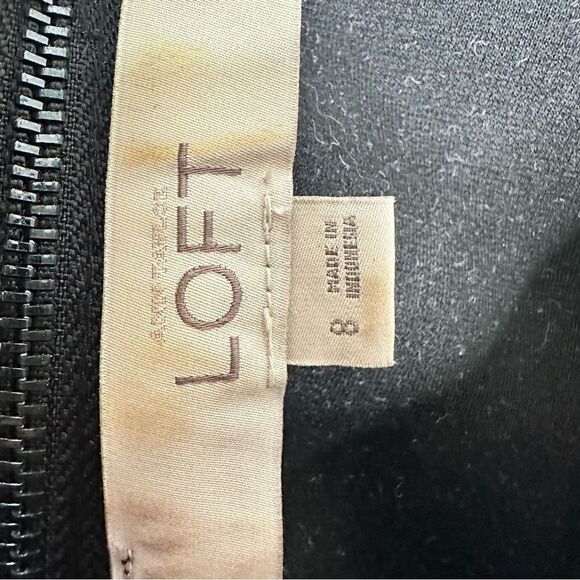 ANN TAYLOR
LOFT
MADE IN
INDONESIA
8